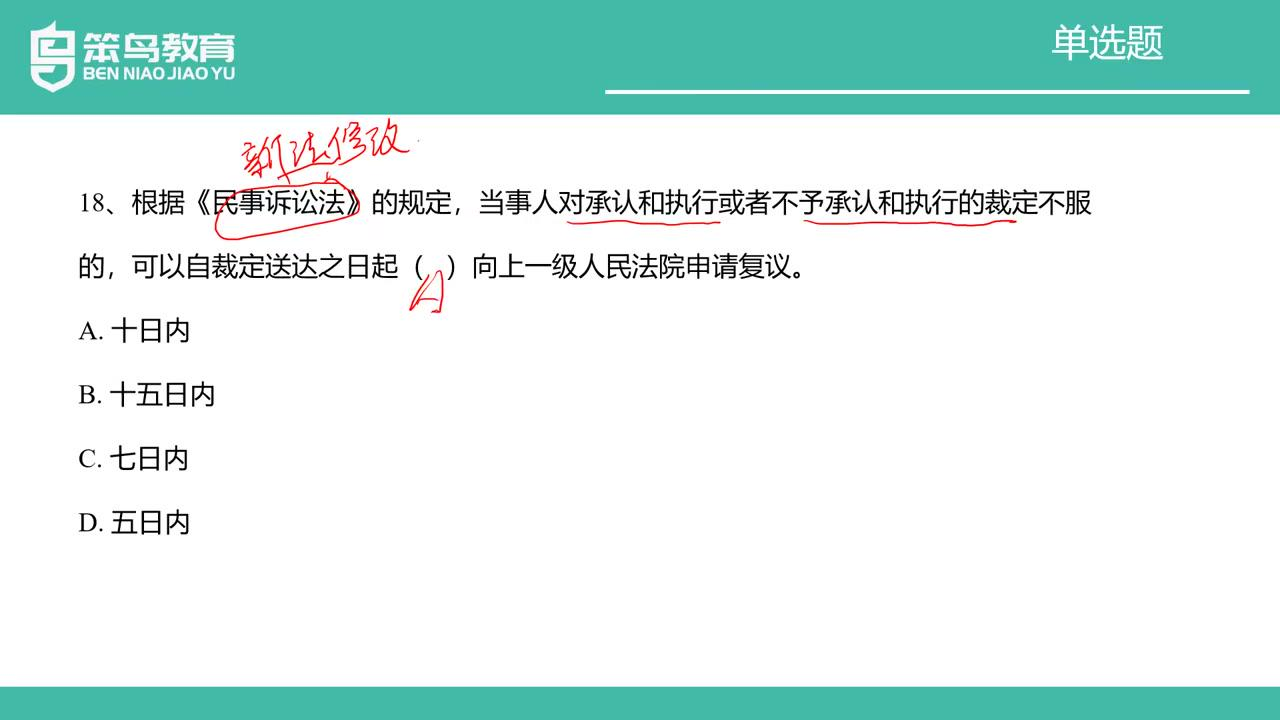 笨鸟教育
BEN NIAO JIAO YU
单选题
新法修改
18、根据《民事诉讼法》的规定，当事人对承认和执行或者不予承认和执行的裁定不服
的，可以自裁定送达之日起（A）向上一级人民法院申请复议。
A. 十日内
B. 十五日内
C. 七日内
D. 五日内